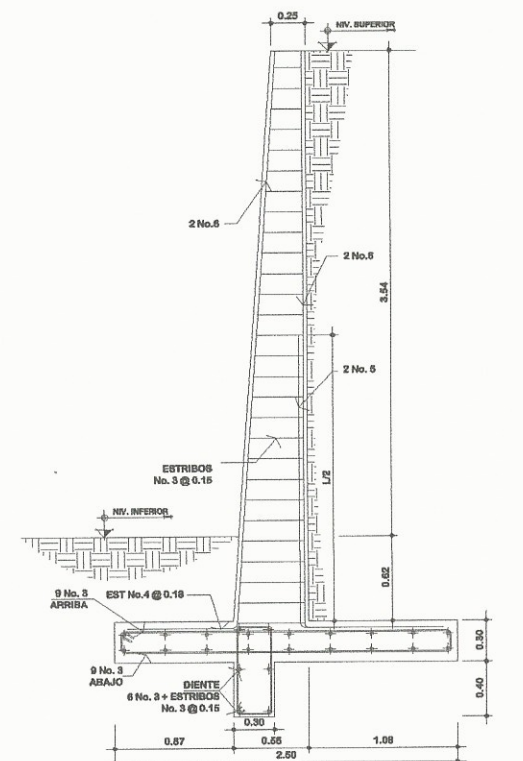 0.25
NIV. SUPERIOR
2 No.6
2 No.8
3.54
2 No. 5
L/2
ESTRIBOS
No. 3 @ 0.15
NIV. INFERIOR
0.62
9 No. 3
ARRIBA
EST No.4 @ 0.18
9 No. 3
ABAJO
0.30
DIENTE
6 No. 3 + ESTRIBOS
No. 3 @ 0.15
0.40
0.30
0.87
0.55
1.08
2.50